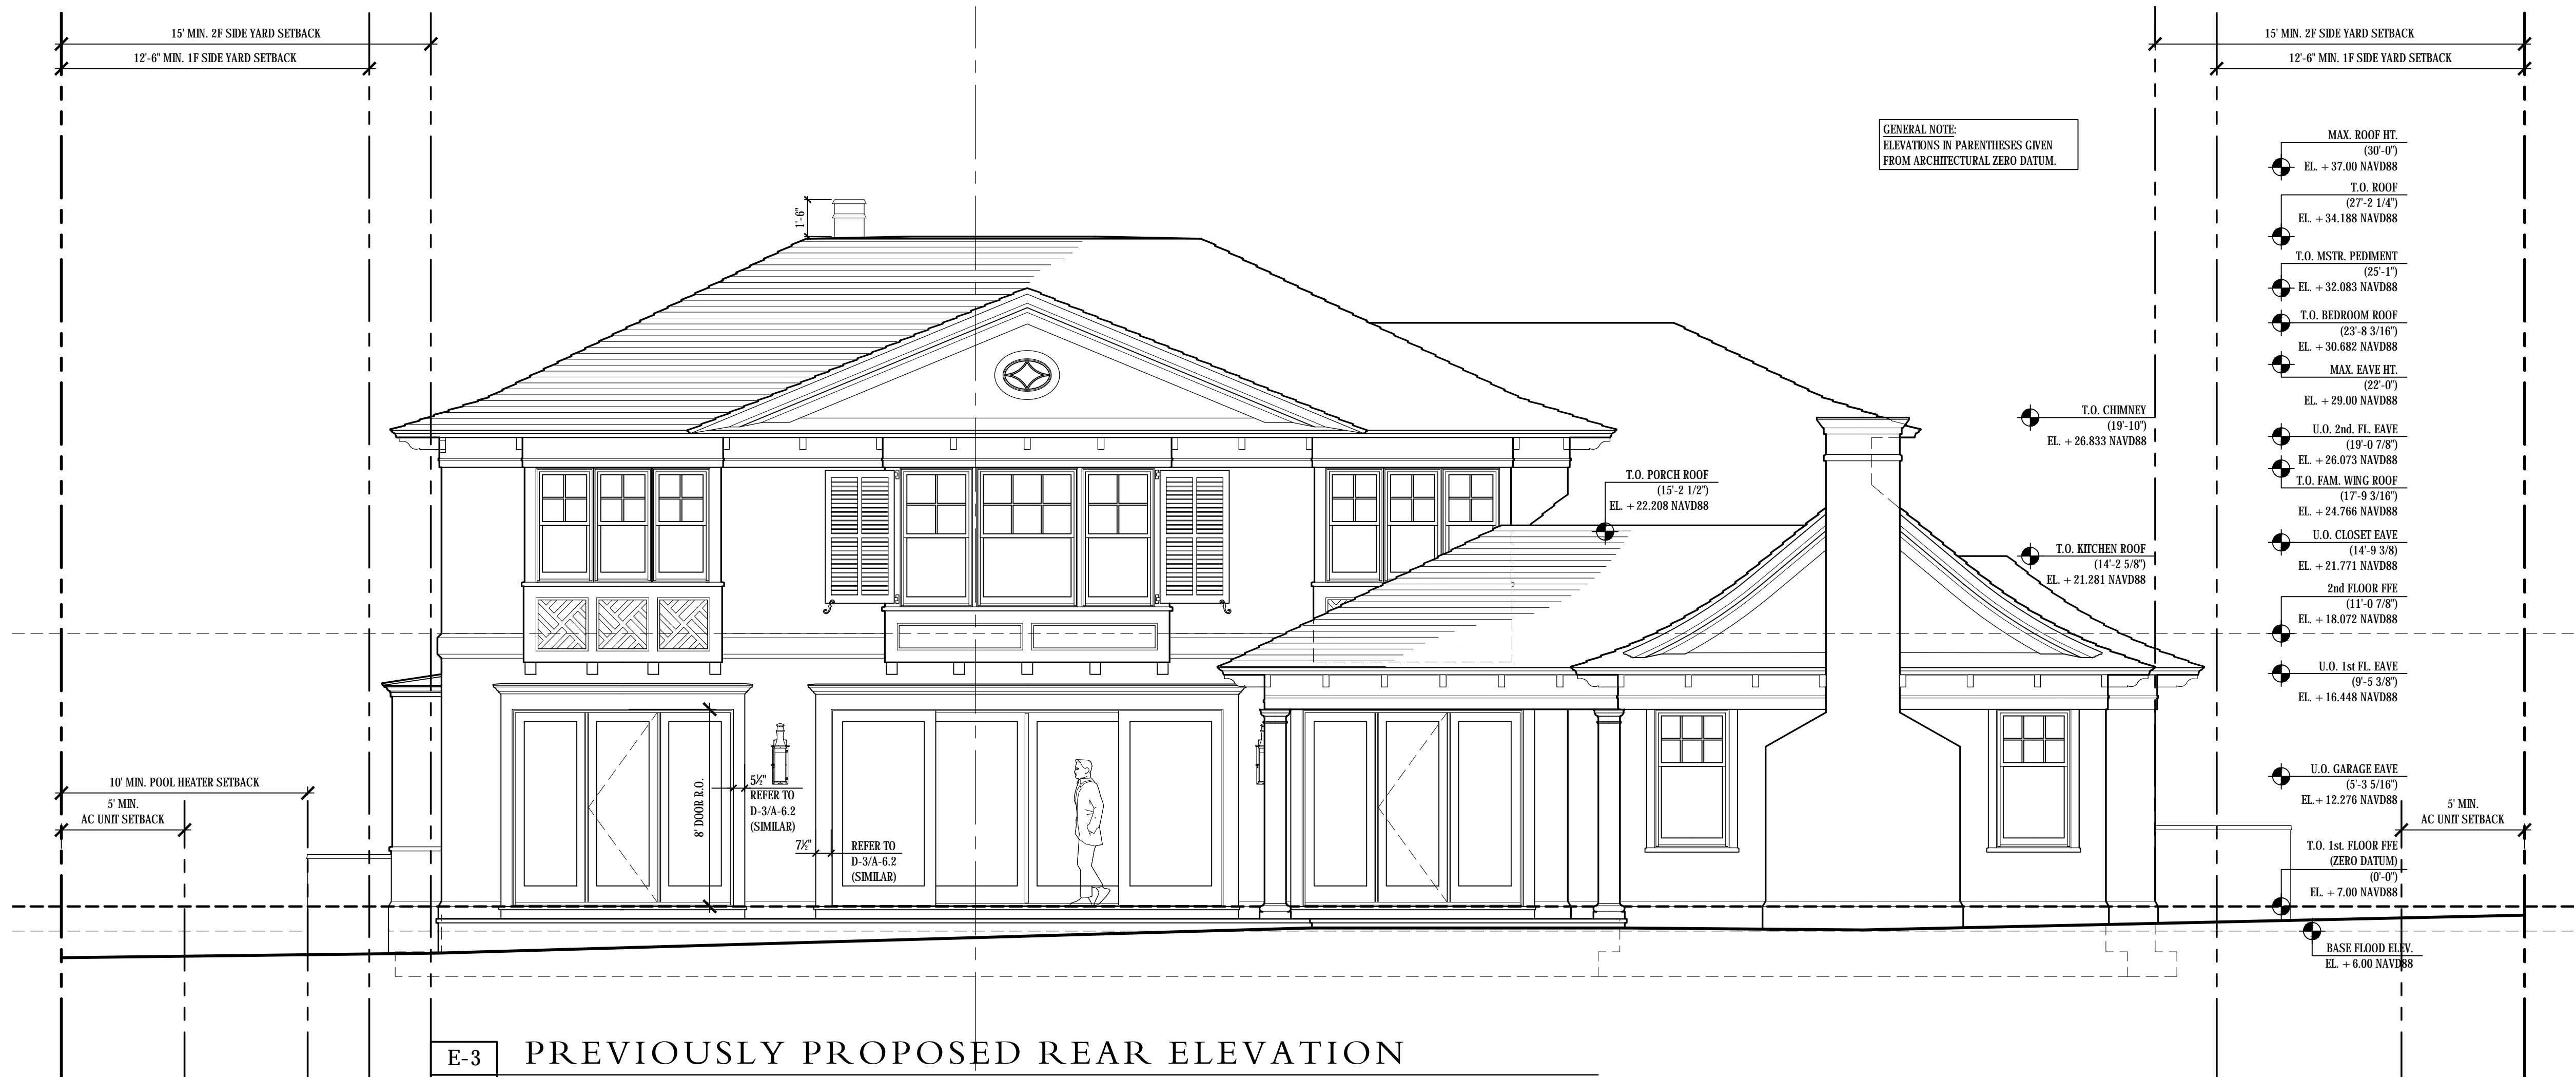 15' MIN. 2F SIDE YARD SETBACK
12'-6" MIN. 1F SIDE YARD SETBACK
15' MIN. 2F SIDE YARD SETBACK
12'-6" MIN. 1F SIDE YARD SETBACK
GENERAL NOTE:
ELEVATIONS IN PARENTHESES GIVEN
FROM ARCHITECTURAL ZERO DATUM.
MAX. ROOF HT.
(30'-0")
EL. +37.00 NAVD88
T.O. ROOF
(27'-2 1/4")
EL. +34.188 NAVD88
T.O. MSTR. PEDIMENT
(25'-1")
EL. +32.083 NAVD88
T.O. BEDROOM ROOF
(23'-8 3/16")
EL. +30.682 NAVD88
MAX. EAVE HT.
(22'-0")
EL. +29.00 NAVD88
U.O. 2nd. FL. EAVE
(19'-0 7/8")
EL. +26.073 NAVD88
T.O. FAM. WING ROOF
(17'-9 3/16")
EL. +24.766 NAVD88
U.O. CLOSET EAVE
(14'-9 3/8)
EL. +21.771 NAVD88
2nd FLOOR FFE
(11'-0 7/8")
EL. +18.072 NAVD88
U.O. 1st FL. EAVE
(9'-5 3/8")
EL. +16.448 NAVD88
U.O. GARAGE EAVE
(5'-3 5/16")
EL.+12.276 NAVD88
T.O. 1st. FLOOR FFE
(ZERO DATUM)
(0'-0")
EL. +7.00 NAVD88
BASE FLOOD ELEV.
EL. +6.00 NAVD88
5' MIN.
AC UNIT SETBACK
T.O. CHIMNEY
(19'-10")
EL. +26.833 NAVD88
T.O. KITCHEN ROOF
(14'-2 5/8")
EL. +21.281 NAVD88
T.O. PORCH ROOF
(15'-2 1/2")
EL. +22.208 NAVD88
1'-6"
10' MIN. POOL HEATER SETBACK
5' MIN.
AC UNIT SETBACK
8' DOOR R.O.
5½"
REFER TO
D-3/A-6.2
(SIMILAR)
7½"
REFER TO
D-3/A-6.2
(SIMILAR)
E-3 PREVIOUSLY PROPOSED REAR ELEVATION